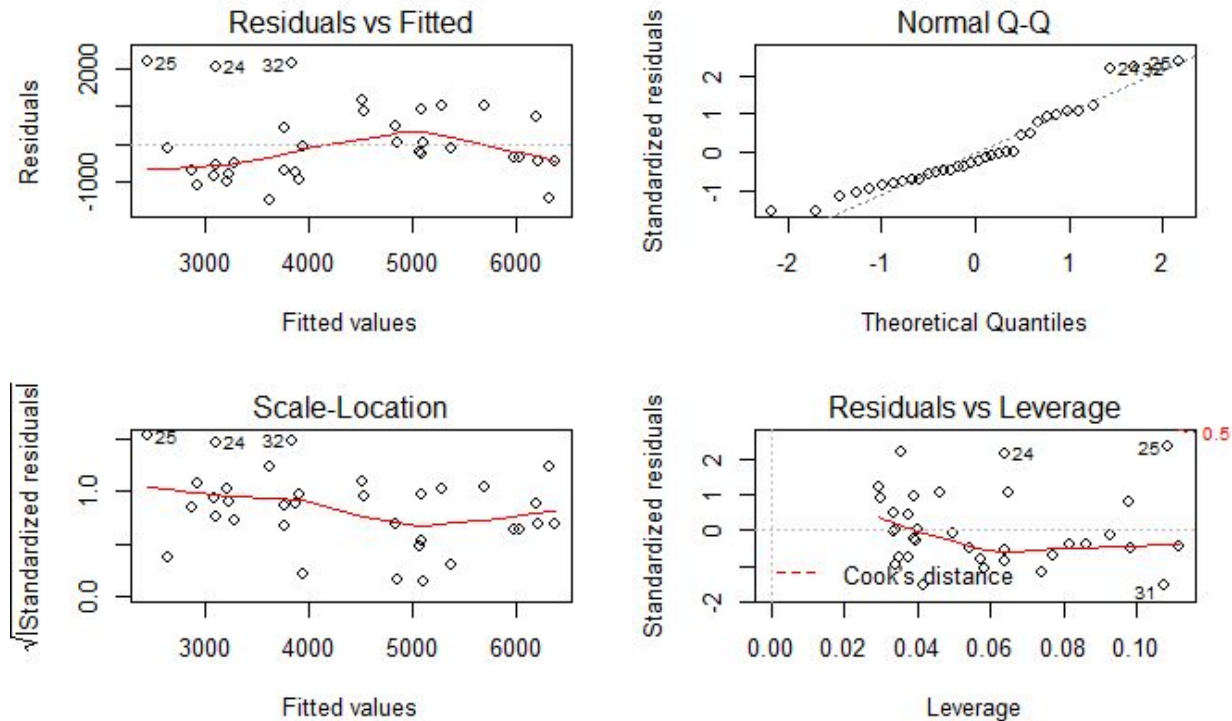 Residuals vs Fitted
Residuals
2000
-1000
25
24
32
3000 4000 5000 6000
Fitted values
Normal Q-Q
Standardized residuals
2
1
0
-1
24
32
25
-2 -1 0 1 2
Theoretical Quantiles
Scale-Location
√|Standardized residuals|
1.0
0.0
25
24
32
3000 4000 5000 6000
Fitted values
Residuals vs Leverage
Standardized residuals
2
1
0
-2
24
25
0.5
Cook's distance
31
0.00 0.02 0.04 0.06 0.08 0.10
Leverage